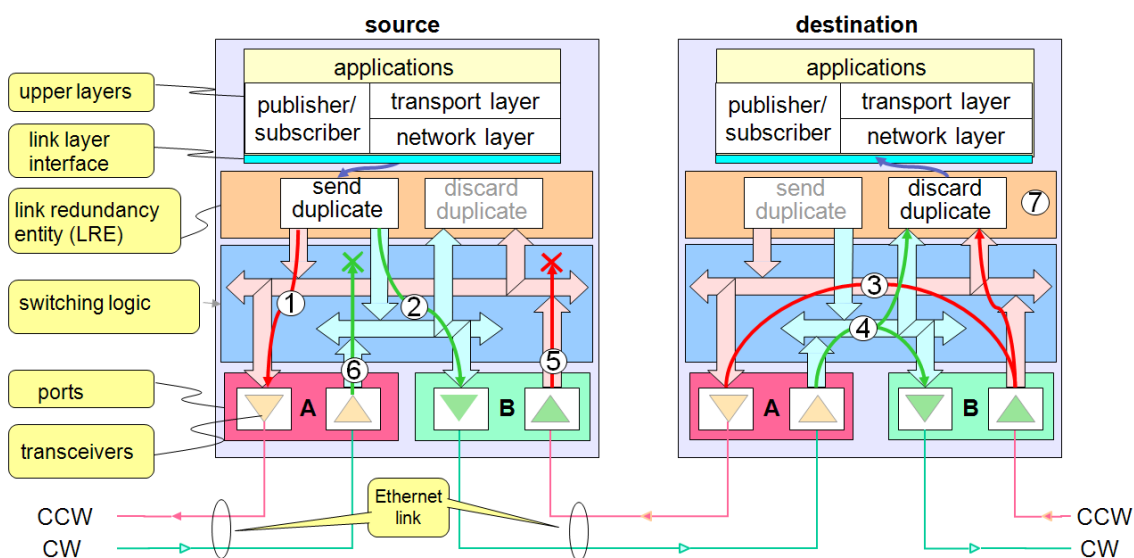 source
destination
applications
publisher/
subscriber
transport layer
network layer
applications
publisher/
subscriber
transport layer
network layer
upper layers
link layer
interface
link redundancy
entity (LRE)
switching logic
ports
transceivers
send
duplicate
discard
duplicate
send
duplicate
discard
duplicate
7
1
2
6
5
3
4
A
B
A
B
Ethernet
link
CCW
CW
CCW
CW